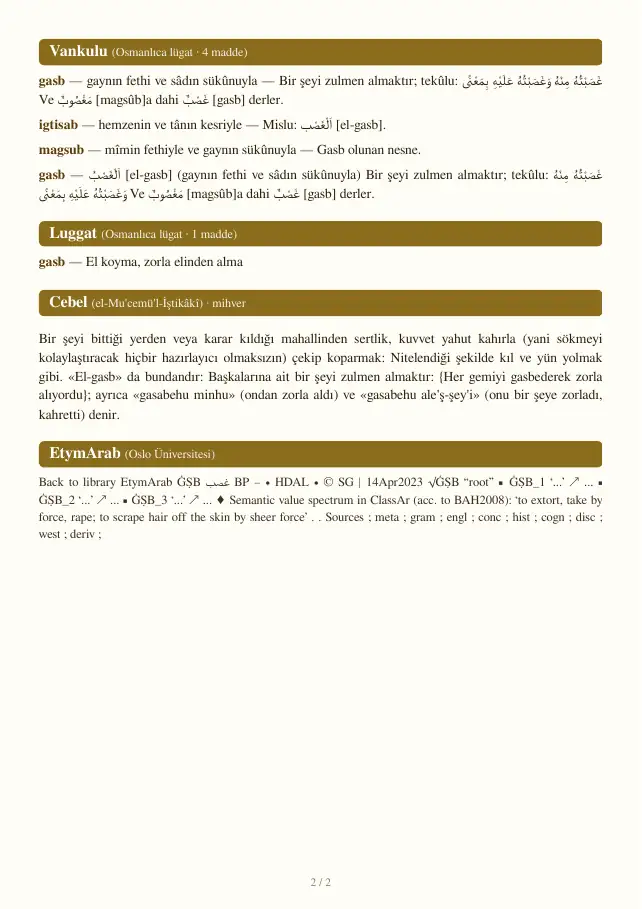 Vankulu (Osmanlıca lügat · 4 madde)
gasb — gaynın fethi ve sâdın sükûnuyla — Bir şeyi zulmen almaktır; tekûlu: غَصَبْتُهُ مِنْهُ وَغَصَبْتُهُ عَلَيْهِ بِمَعْنًى
Ve مَغْصُوبٌ [magsûb]a dahi غَصْبٌ [gasb] derler.
igtisab — hemzenin ve tânın kesriyle — Mislu: اَلْغَصْب [el-gasb].
magsub — mîmin fethiyle ve gaynın sükûnuyla — Gasb olunan nesne.
gasb — اَلْغَصْبُ [el-gasb] (gaynın fethi ve sâdın sükûnuyla) Bir şeyi zulmen almaktır; tekûlu: غَصَبْتُهُ مِنْهُ
وَغَصَبْتُهُ عَلَيْهِ بِمَعْنًى Ve مَغْصُوبٌ [magsûb]a dahi غَصْبٌ [gasb] derler.
Luggat (Osmanlıca lügat · 1 madde)
gasb — El koyma, zorla elinden alma
Cebel (el-Mu'cemü'l-İştikâkî) · mihver
Bir şeyi bittiği yerden veya karar kıldığı mahallinden sertlik, kuvvet yahut kahırla (yani sökmeyi
kolaylaştıracak hiçbir hazırlayıcı olmaksızın) çekip koparmak: Nitelendiği şekilde kıl ve yün yolmak
gibi. «El-gasb» da bundandır: Başkalarına ait bir şeyi zulmen almaktır: {Her gemiyi gasbederek zorla
alıyordu}; ayrıca «gasabehu minhu» (ondan zorla aldı) ve «gasabehu ale'ş-şey'i» (onu bir şeye zorladı,
kahretti) denir.
EtymArab (Oslo Üniversitesi)
Back to library EtymArab ĠṢB غصب BP – • HDAL • © SG | 14Apr2023 √ĠṢB “root” ▪ ĠṢB_1 ‘...’ ↗ ... ▪
ĠṢB_2 ‘...’ ↗ ... ▪ ĠṢB_3 ‘...’ ↗ ... ♦ Semantic value spectrum in ClassAr (acc. to BAH2008): ‘to extort, take by
force, rape; to scrape hair off the skin by sheer force’ . . Sources ; meta ; gram ; engl ; conc ; hist ; cogn ; disc ;
west ; deriv ;
2 / 2